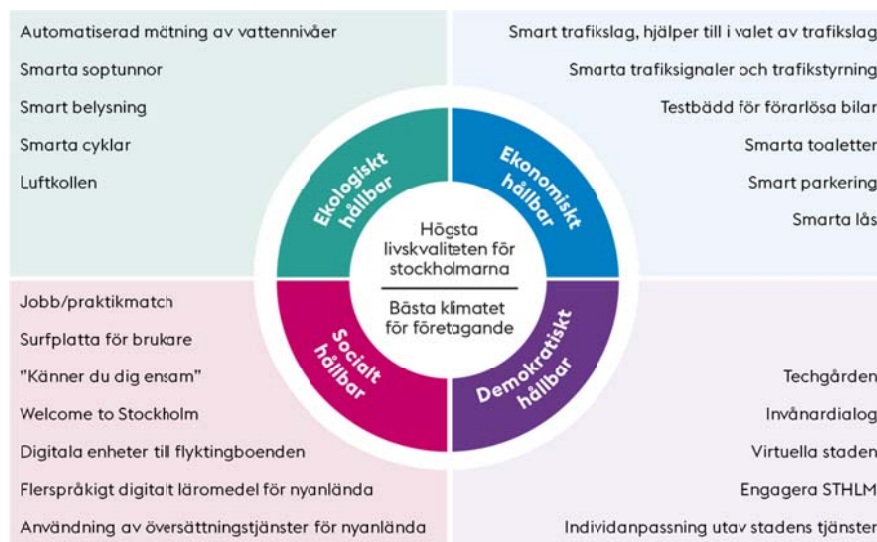 Automatiserad mätning av vattennivåer
Smarta soptunnor
Smart belysning
Smarta cyklar
Luftkollen
Smart trafikslag, hjälper till i valet av trafikslag
Smarta trafiksignaler och trafikstyrning
Testbädd för förarlösa bilar
Smarta toaletter
Smart parkering
Smarta lås
Ekologiskt
hållbar
Ekonomiskt
hållbar
Högsta
livskvaliteten för
stockholmarna
Bästa klimatet
för företagande
Socialt
hållbar
Demokratiskt
hållbar
Jobb/praktikmatch
Surfplatta för brukare
"Känner du dig ensam"
Welcome to Stockholm
Digitala enheter till flyktingboenden
Flerspråkigt digitalt läromedel för nyanlända
Användning av översättningstjänster för nyanlända
Techgården
Invånardialog
Virtuella staden
Engagera STHLM
Individanpassning utav stadens tjänster